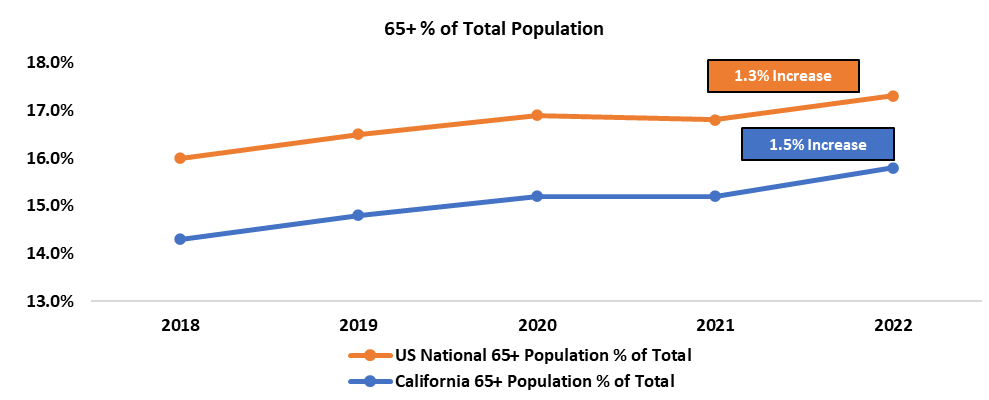 65+ % of Total Population
18.0%
17.0%
16.0%
15.0%
14.0%
13.0%
1.3% Increase
1.5% Increase
2018 2019 2020 2021 2022
US National 65+ Population % of Total
California 65+ Population % of Total